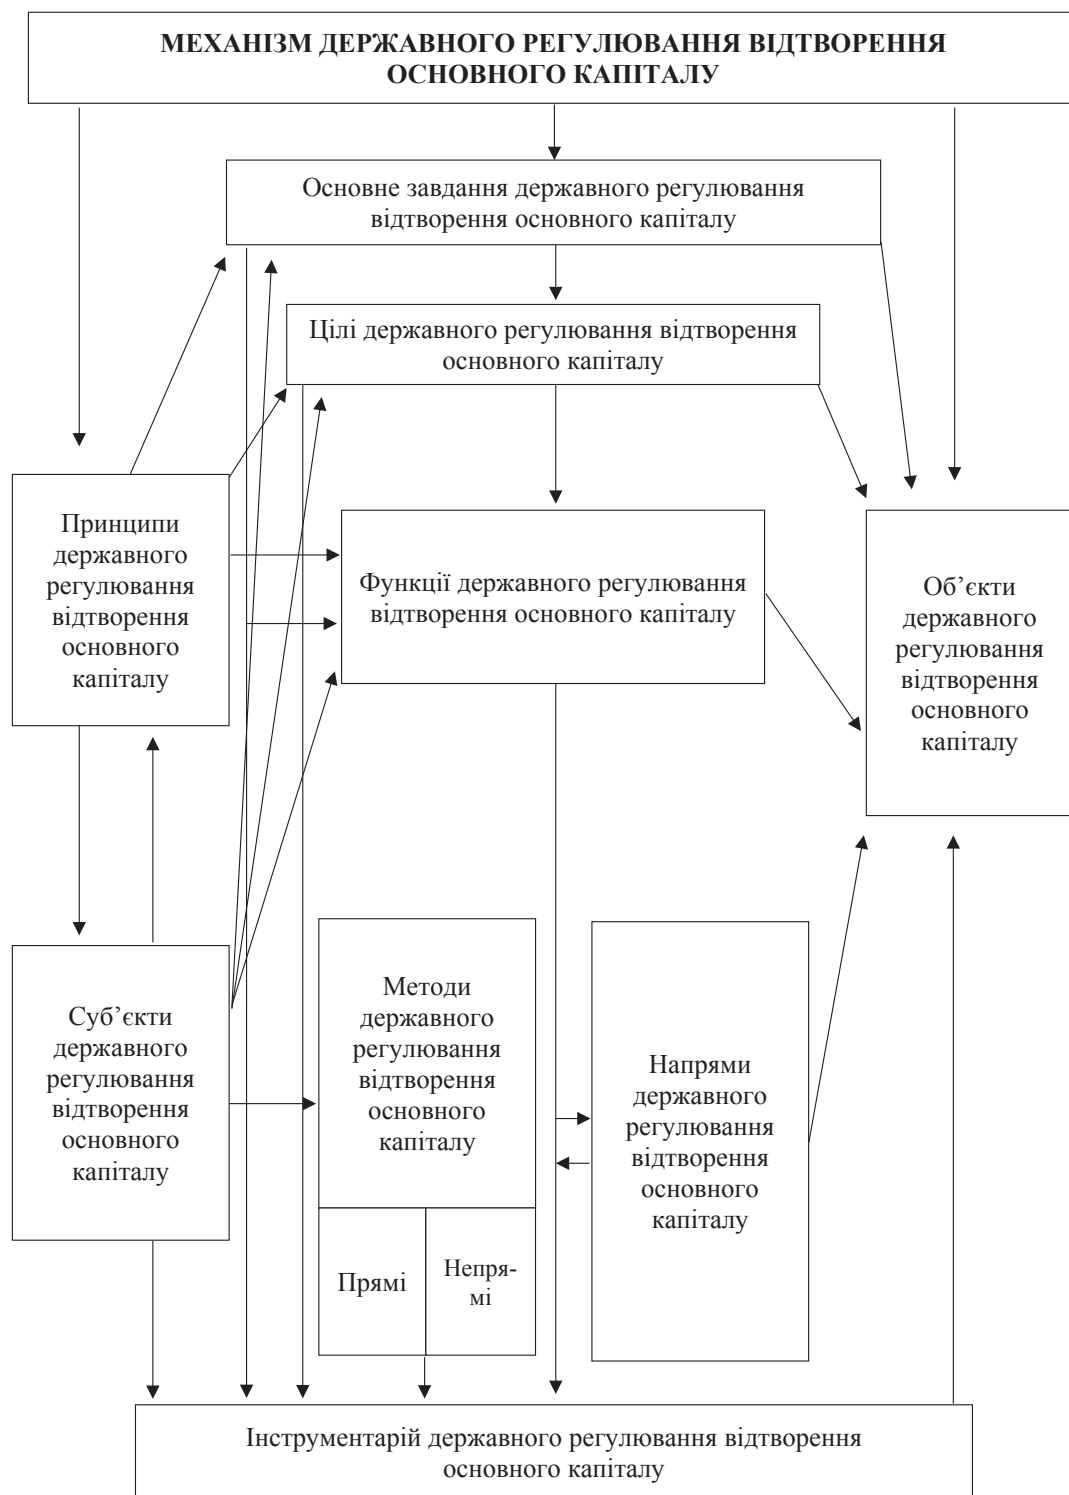 МЕХАНІЗМ ДЕРЖАВНОГО РЕГУЛЮВАННЯ ВІДТВОРЕННЯ
ОСНОВНОГО КАПІТАЛУ
Основне завдання державного регулювання
відтворення основного капіталу
Цілі державного регулювання відтворення
основного капіталу
Принципи
державного
регулювання
відтворення
основного
капіталу
Функції державного регулювання
відтворення основного капіталу
Об’єкти
державного
регулювання
відтворення
основного
капіталу
Суб’єкти
державного
регулювання
відтворення
основного
капіталу
Методи
державного
регулювання
відтворення
основного
капіталу
Прямі
Непря-
мі
Напрями
державного
регулювання
відтворення
основного
капіталу
Інструментарій державного регулювання відтворення
основного капіталу